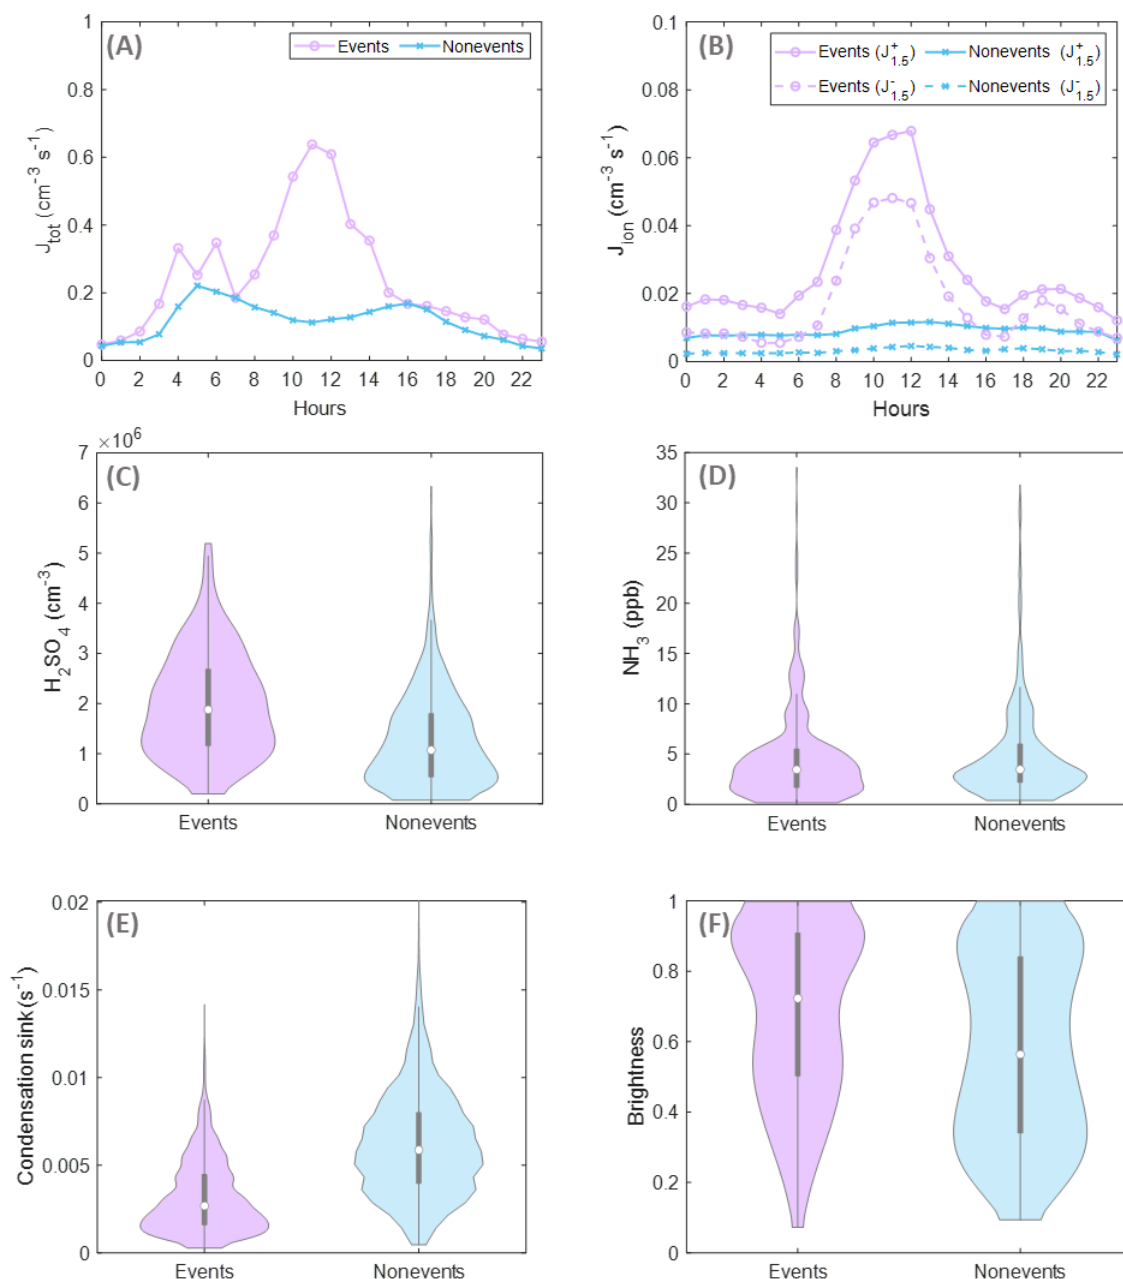 (A)
Events Nonevents
1
0.8
0.6
0.4
0.2
0
J_tot (cm^-3 s^-1)
0 2 4 6 8 10 12 14 16 18 20 22
Hours
(B)
Events (J^+_1.5) Nonevents (J^+_1.5)
Events (J^-_1.5) Nonevents (J^-_1.5)
0.1
0.08
0.06
0.04
0.02
0
J_ion (cm^-3 s^-1)
0 2 4 6 8 10 12 14 16 18 20 22
Hours
(C)
×10^6
7
6
5
4
3
2
1
0
H_2SO_4 (cm^-3)
Events Nonevents
(D)
35
30
25
20
15
10
5
0
NH_3 (ppb)
Events Nonevents
(E)
0.02
0.015
0.01
0.005
0
Condensation sink (s^-1)
Events Nonevents
(F)
1
0.8
0.6
0.4
0.2
0
Brightness
Events Nonevents